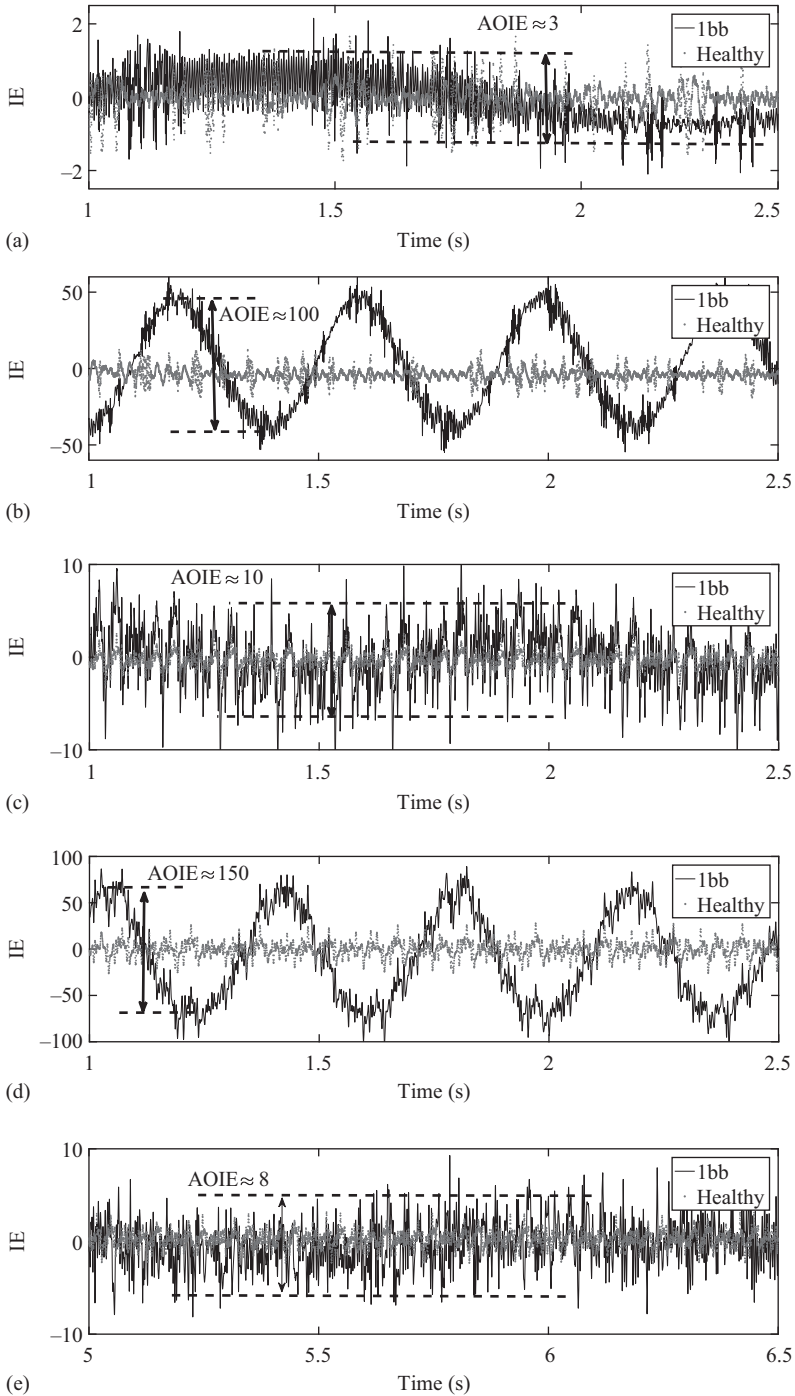 2
AOIE≈3
1bb
Healthy
IE
0
−2
1
1.5
2
2.5
(a)
Time (s)
50
AOIE≈100
1bb
Healthy
IE
0
−50
1
1.5
2
2.5
(b)
Time (s)
10
AOIE≈10
1bb
Healthy
IE
0
−10
1
1.5
2
2.5
(c)
Time (s)
100
AOIE≈150
1bb
Healthy
50
IE
0
−50
−100
1
1.5
2
2.5
(d)
Time (s)
10
AOIE≈8
1bb
Healthy
IE
0
−10
5
5.5
6
6.5
(e)
Time (s)